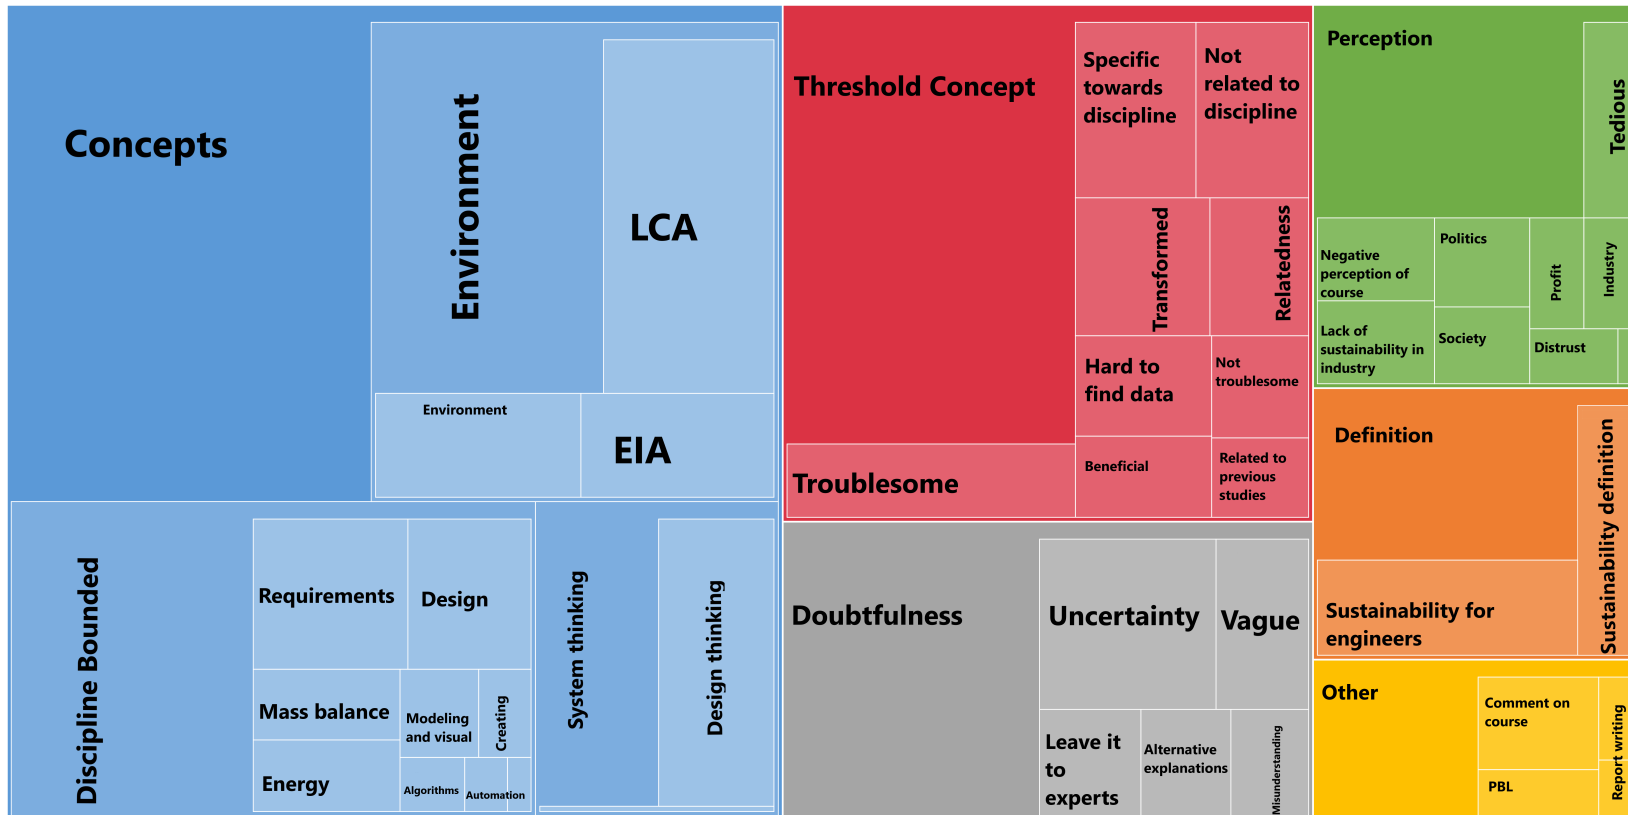 Concepts
Environment
LCA
Environment
EIA
Discipline Bounded
Requirements
Design
Mass balance
Modeling
and visual
Creating
Energy
Algorithms
Automation
System thinking
Design thinking
Threshold Concept
Specific
towards
discipline
Not
related to
discipline
Transformed
Relatedness
Hard to
find data
Not
troublesome
Troublesome
Beneficial
Related to
previous
studies
Doubtfulness
Uncertainty
Vague
Leave it
to
experts
Alternative
explanations
Misunderstanding
Perception
Tedious
Negative
perception of
course
Politics
Profit
Industry
Lack of
sustainability in
industry
Society
Distrust
Definition
Sustainability definition
Sustainability for
engineers
Other
Comment on
course
Report writing
PBL